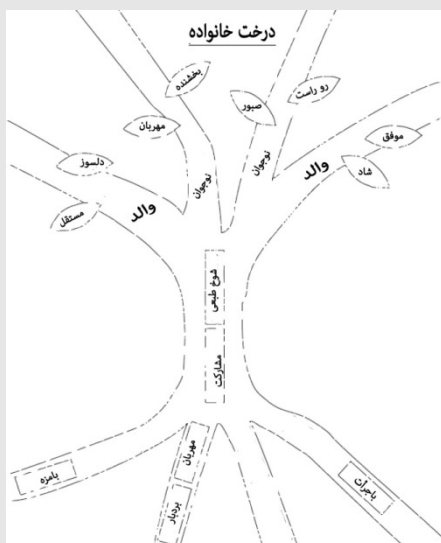 درخت خانواده
بخشنده
رو راست
صبور
مهربان
موفق
نوجوان
نوجوان
دلسوز
والد
شاد
مستقل
والد
شوخ طبعی
مشارکت
مهربان
بامزه
باجرأت
بردبار